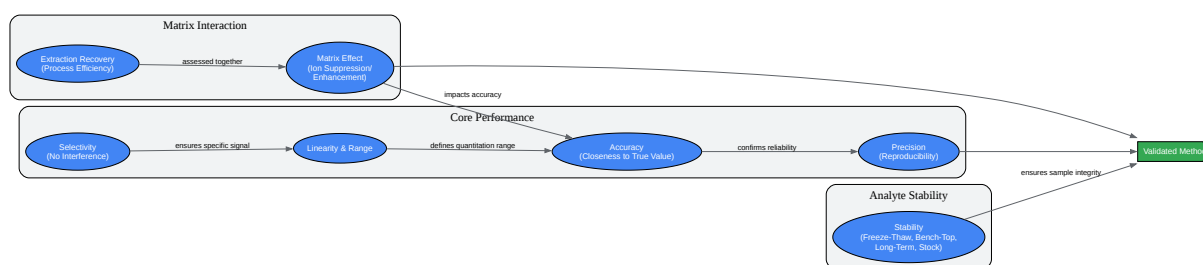 Matrix Interaction
Extraction Recovery
(Process Efficiency)
assessed together
Matrix Effect
(Ion Suppression/
Enhancement)
impacts accuracy
Core Performance
Selectivity
(No Interference)
ensures specific signal
Linearity & Range
defines quantitation range
Accuracy
(Closeness to True Value)
confirms reliability
Precision
(Reproducibility)
Validated Method
ensures sample integrity
Analyte Stability
Stability
(Freeze-Thaw, Bench-Top,
Long-Term, Stock)